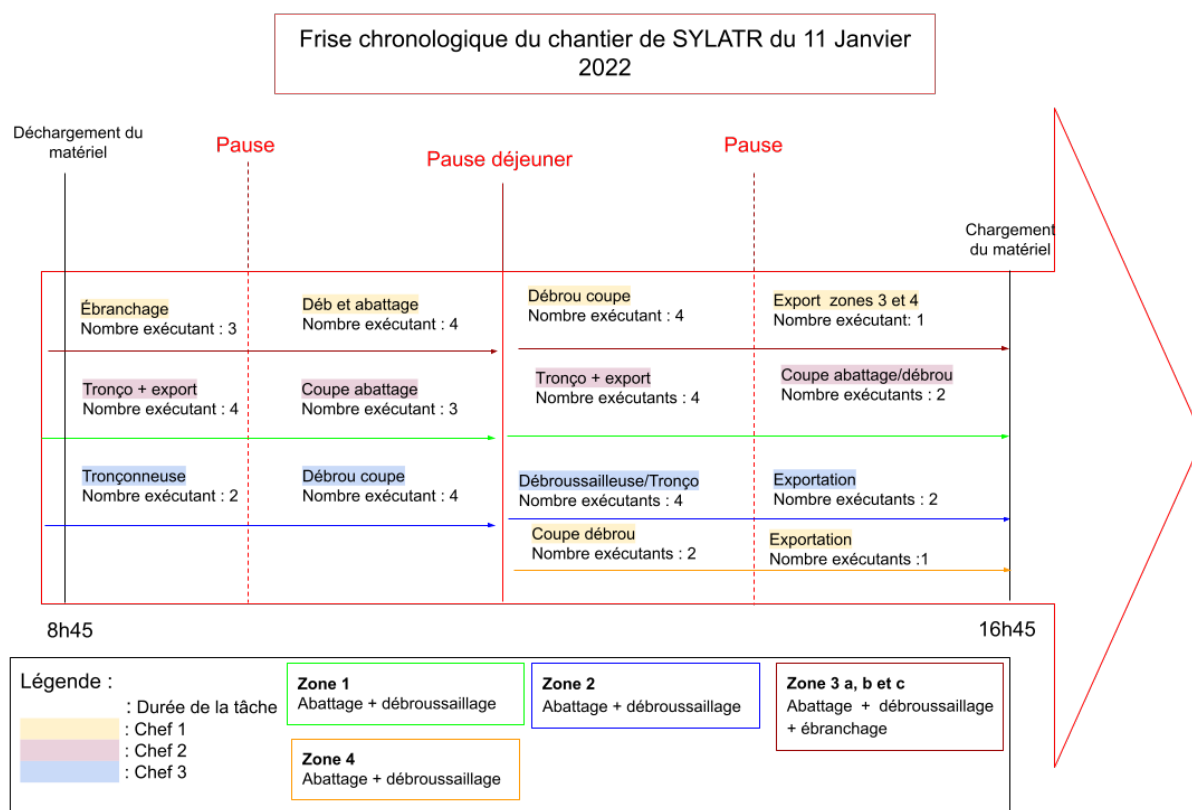 Frise chronologique du chantier de SYLATR du 11 Janvier
2022
Déchargement du
matériel
Pause
Pause déjeuner
Pause
Chargement
du matériel
Ébranchage
Nombre exécutant : 3
Déb et abattage
Nombre exécutant : 4
Débrou coupe
Nombre exécutant : 4
Export zones 3 et 4
Nombre exécutant: 1
Tronço + export
Nombre exécutant : 4
Coupe abattage
Nombre exécutant : 3
Tronço + export
Nombre exécutants : 4
Coupe abattage/débrou
Nombre exécutants : 2
Tronçonneuse
Nombre exécutant : 2
Débrou coupe
Nombre exécutant : 4
Débroussailleuse/Tronço
Nombre exécutants : 4
Exportation
Nombre exécutants : 2
Coupe débrou
Nombre exécutants : 2
Exportation
Nombre exécutants :1
8h45
16h45
Légende :
: Durée de la tâche
: Chef 1
: Chef 2
: Chef 3
Zone 1
Abattage + débroussaillage
Zone 2
Abattage + débroussaillage
Zone 3 a, b et c
Abattage + débroussaillage
+ ébranchage
Zone 4
Abattage + débroussaillage